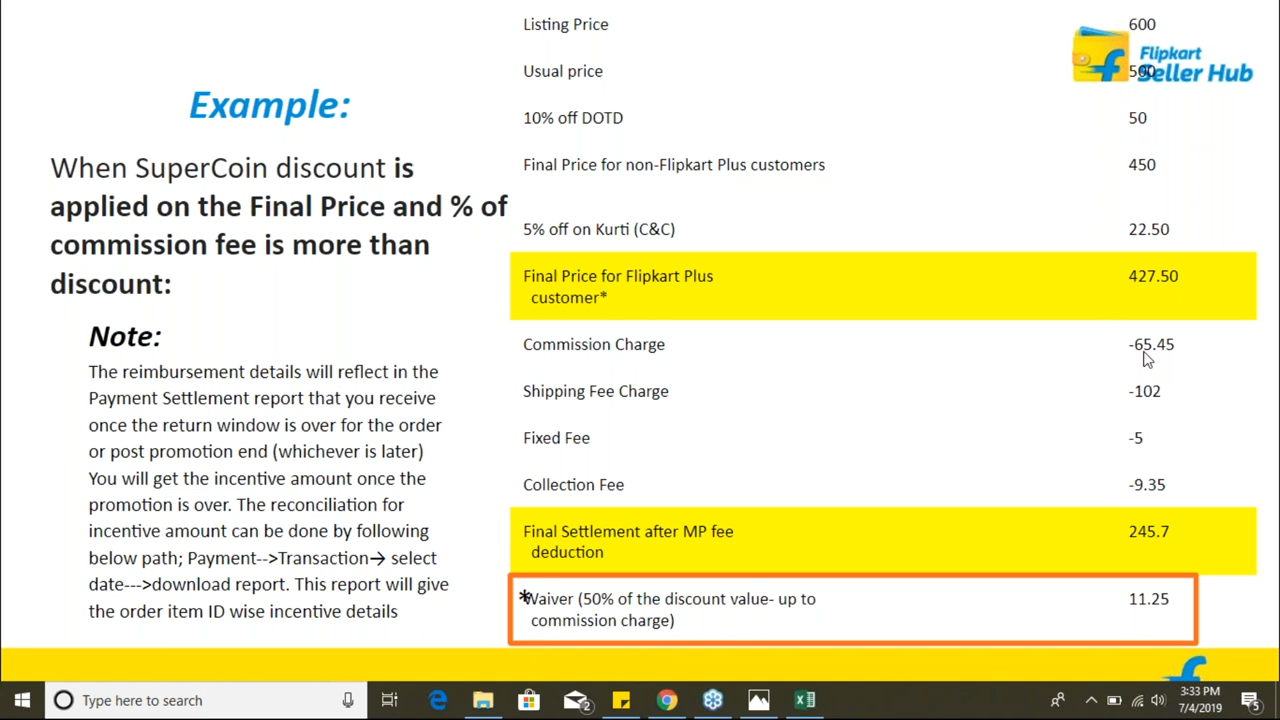 Example:
When SuperCoin discount is
applied on the Final Price and % of
commission fee is more than
discount:
Note:
The reimbursement details will reflect in the
Payment Settlement report that you receive
once the return window is over for the order
or post promotion end (whichever is later)
You will get the incentive amount once the
promotion is over. The reconciliation for
incentive amount can be done by following
below path; Payment-->Transaction→ select
date--->download report. This report will give
the order item ID wise incentive details
Listing Price 600
Usual price 500
10% off DOTD 50
Final Price for non-Flipkart Plus customers 450
5% off on Kurti (C&C) 22.50
Final Price for Flipkart Plus 427.50
customer*
Commission Charge -65.45
Shipping Fee Charge -102
Fixed Fee -5
Collection Fee -9.35
Final Settlement after MP fee 245.7
deduction
*Waiver (50% of the discount value- up to 11.25
commission charge)
Flipkart
Seller Hub
Type here to search
2
3:33 PM
7/4/2019
5